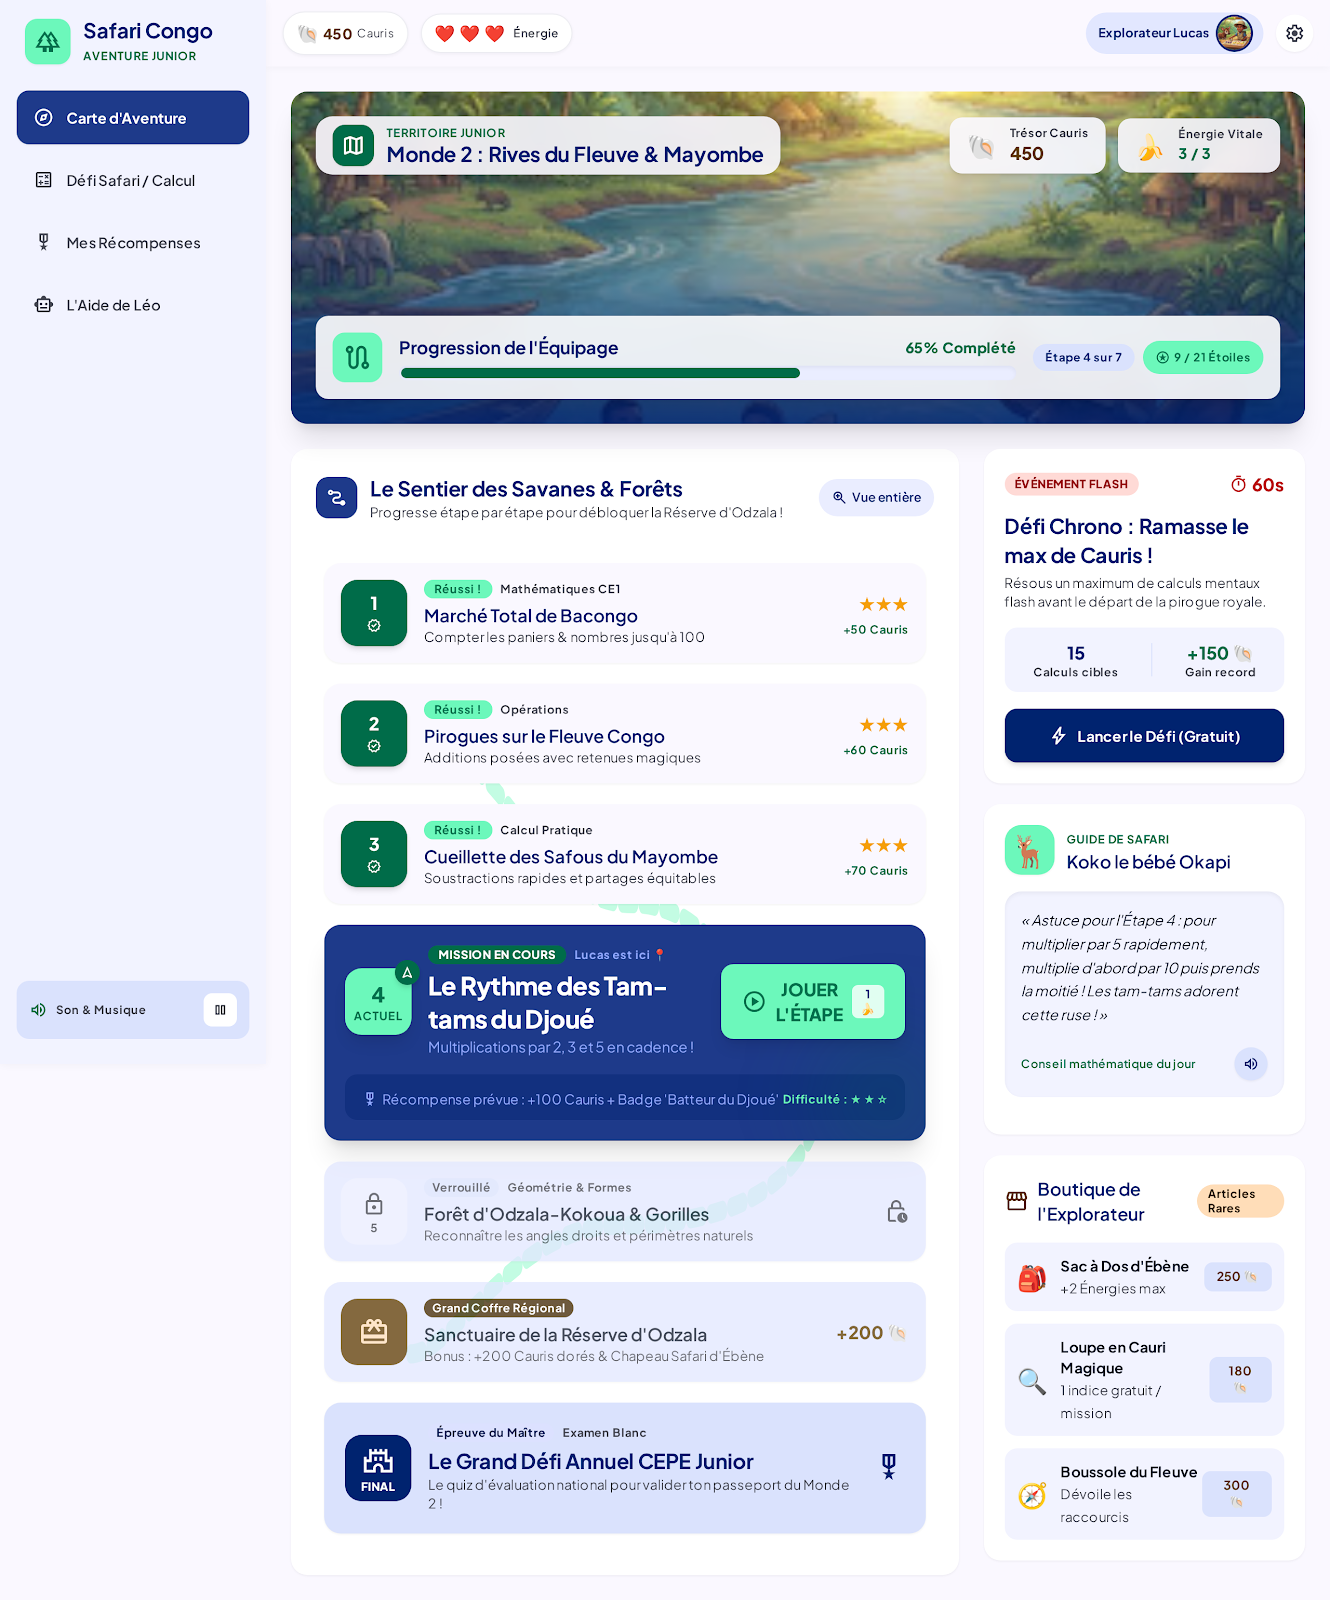 Safari Congo
AVENTURE JUNIOR
Carte d'Aventure
Défi Safari / Calcul
Mes Récompenses
L'Aide de Léo
Son & Musique
450 Cauris
Énergie
Explorateur Lucas
TERRITOIRE JUNIOR
Monde 2 : Rives du Fleuve & Mayombe
Trésor Cauris
450
Énergie Vitale
3 / 3
Progression de l'Équipage
65% Complété
Étape 4 sur 7
9 / 21 Étoiles
Le Sentier des Savanes & Forêts
Progresse étape par étape pour débloquer la Réserve d'Odzala !
Vue entière
1
Réussi !
Mathématiques CE1
Marché Total de Bacongo
Compter les paniers & nombres jusqu'à 100
★★★
+50 Cauris
2
Réussi !
Opérations
Pirogues sur le Fleuve Congo
Additions posées avec retenues magiques
★★★
+60 Cauris
3
Réussi !
Calcul Pratique
Cueillette des Safous du Mayombe
Soustractions rapides et partages équitables
★★★
+70 Cauris
4
ACTUEL
MISSION EN COURS
Lucas est ici 📍
Le Rythme des Tam-
tams du Djoué
Multiplications par 2, 3 et 5 en cadence !
JOUER
L'ÉTAPE
1
Récompense prévue : +100 Cauris + Badge 'Batteur du Djoué'
Difficulté : ★ ★ ☆
5
Verrouillé
Géométrie & Formes
Forêt d'Odzala-Kokoua & Gorilles
Reconnaître les angles droits et périmètres naturels
Grand Coffre Régional
Sanctuaire de la Réserve d'Odzala
Bonus : +200 Cauris dorés & Chapeau Safari d'Ébène
+200
FINAL
Épreuve du Maître
Examen Blanc
Le Grand Défi Annuel CEPE Junior
Le quiz d'évaluation national pour valider ton passeport du Monde
2 !
ÉVÉNEMENT FLASH
60s
Défi Chrono : Ramasse le
max de Cauris !
Résous un maximum de calculs mentaux
flash avant le départ de la pirogue royale.
15
Calculs cibles
+150
Gain record
Lancer le Défi (Gratuit)
GUIDE DE SAFARI
Koko le bébé Okapi
« Astuce pour l'Étape 4 : pour
multiplier par 5 rapidement,
multiplie d'abord par 10 puis prends
la moitié ! Les tam-tams adorent
cette ruse ! »
Conseil mathématique du jour
Boutique de
l'Explorateur
Articles
Rares
Sac à Dos d'Ébène
+2 Énergies max
250
Loupe en Cauri
Magique
1 indice gratuit /
mission
180
Boussole du Fleuve
Dévoile les
raccourcis
300